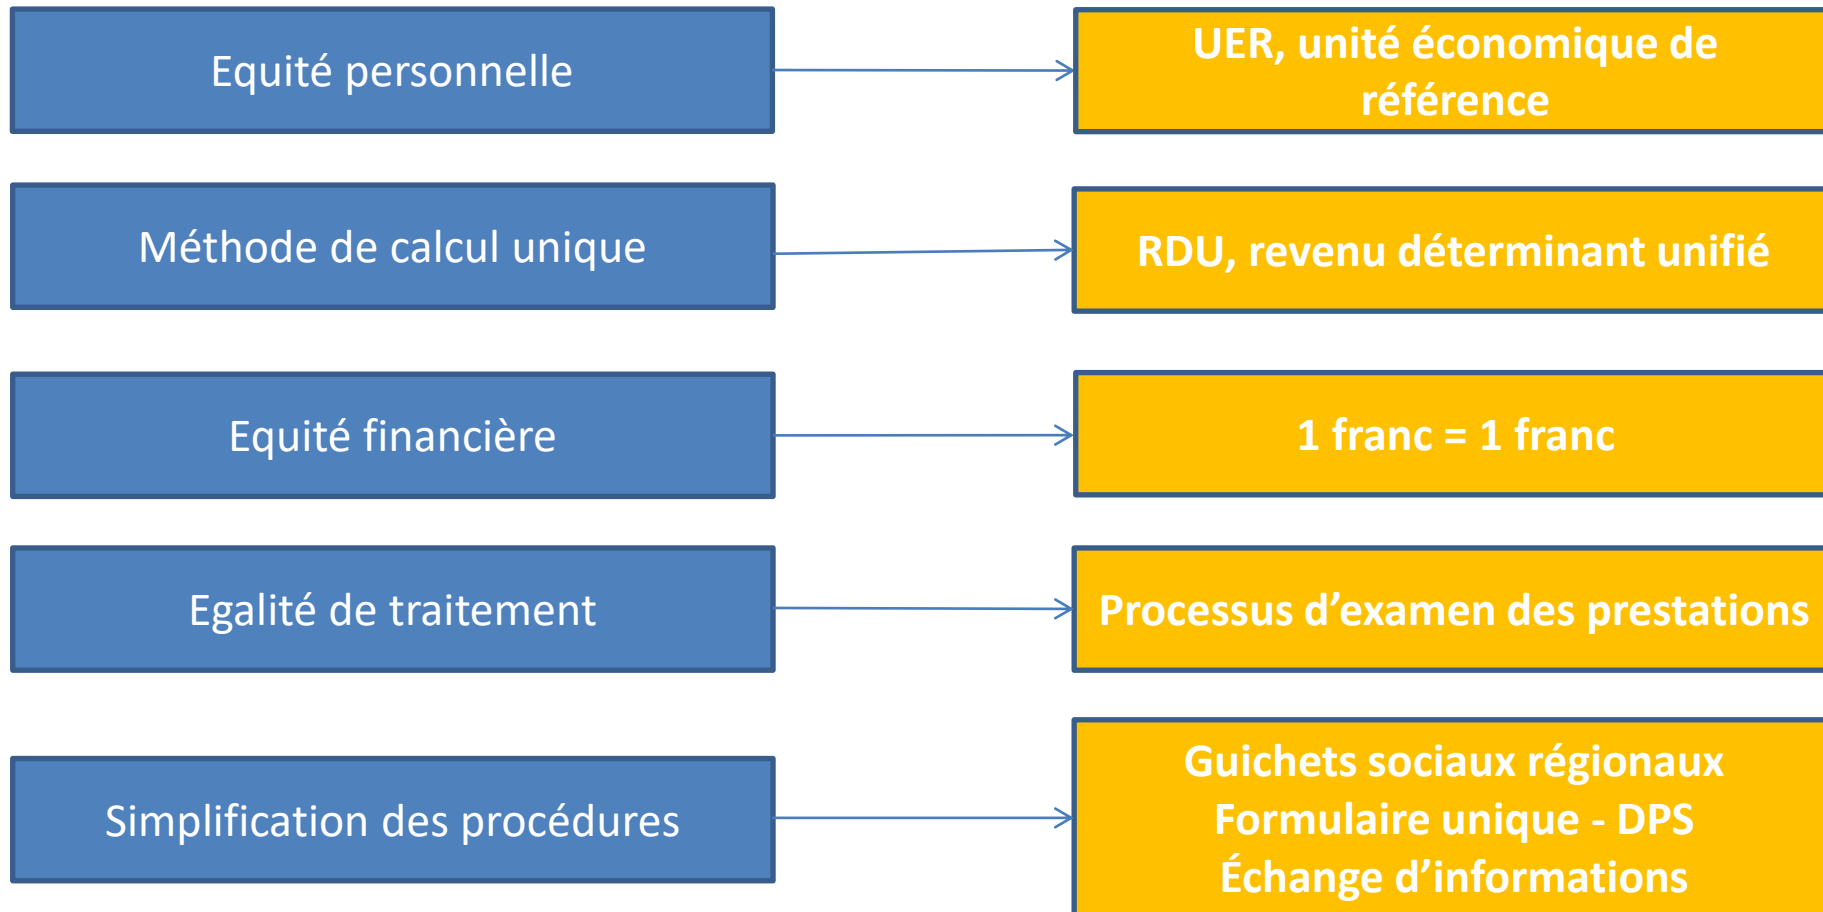 Equité personnelle
UER, unité économique de
référence
Méthode de calcul unique
RDU, revenu déterminant unifié
Equité financière
1 franc = 1 franc
Egalité de traitement
Processus d’examen des prestations
Simplification des procédures
Guichets sociaux régionaux
Formulaire unique - DPS
Échange d’informations